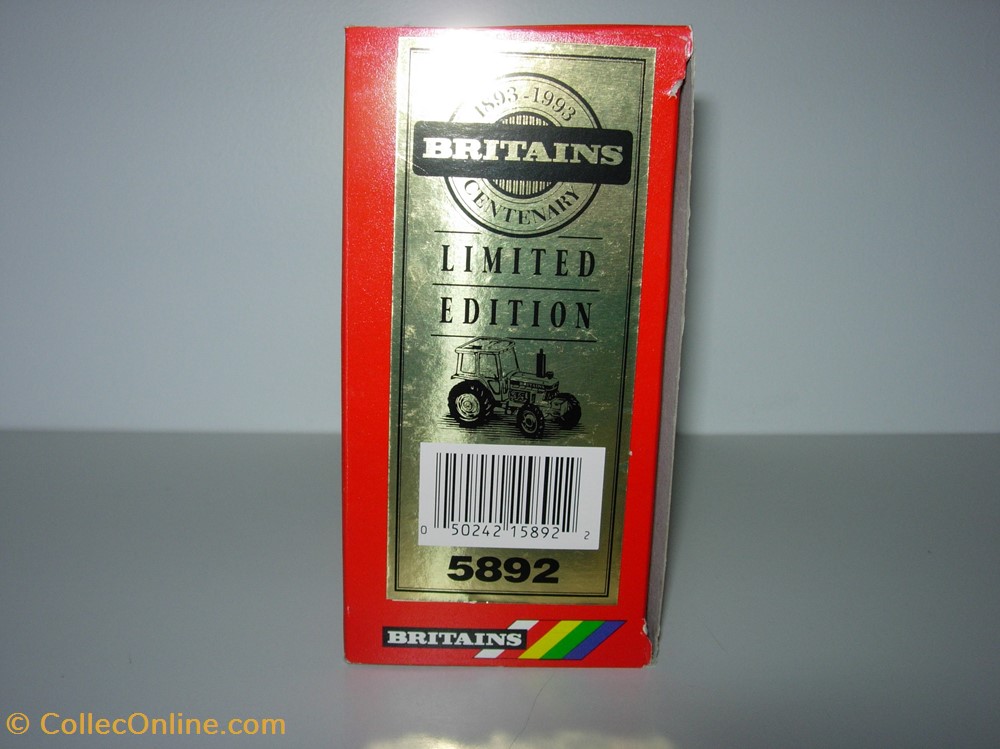 1893-1993
BRITAINS
CENTENARY
LIMITED
EDITION
0 50242 15892 2
5892
BRITAINS
© CollecOnline.com